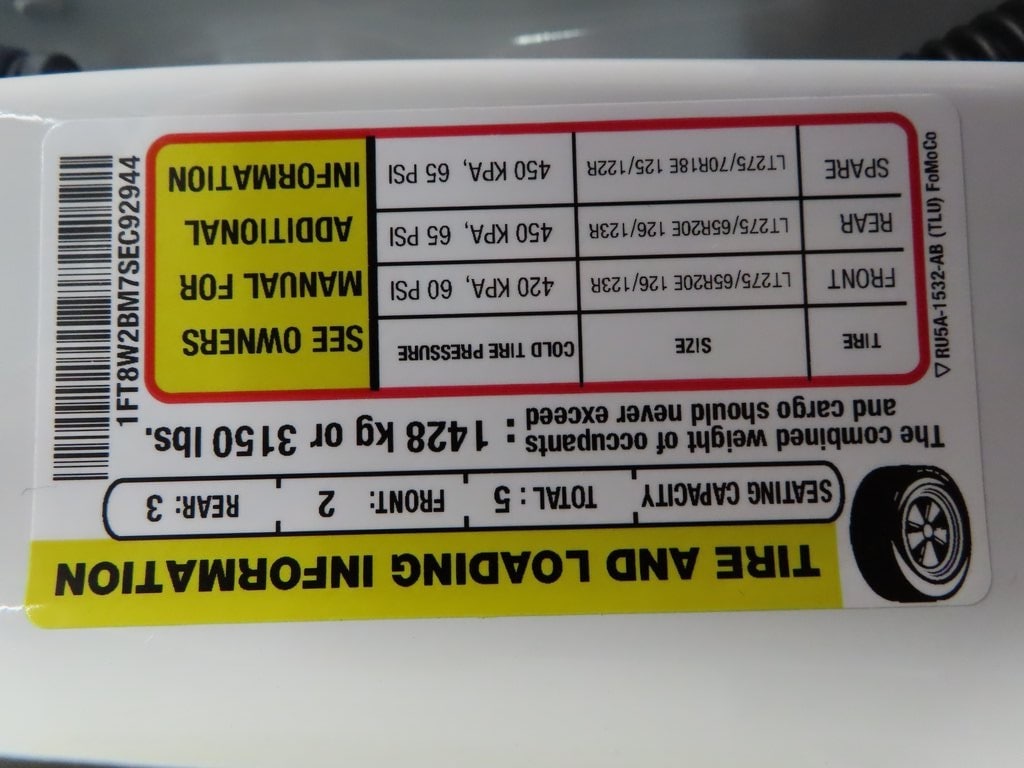 TIRE AND LOADING INFORMATION
SEATING CAPACITY TOTAL : 5 FRONT: 2 REAR: 3
The combined weight of occupants
and cargo should never exceed : 1428 kg or 3150 lbs.
TIRE SIZE COLD TIRE PRESSURE
FRONT LT275/65R20E 126/123R 420 KPA, 60 PSI
REAR LT275/65R20E 126/123R 450 KPA, 65 PSI
SPARE LT275/70R18E 125/122R 450 KPA, 65 PSI
SEE OWNERS
MANUAL FOR
ADDITIONAL
INFORMATION
▽ RU5A-1532-AB (TLU) FoMoCo
1FT8W2BM7SEC92944